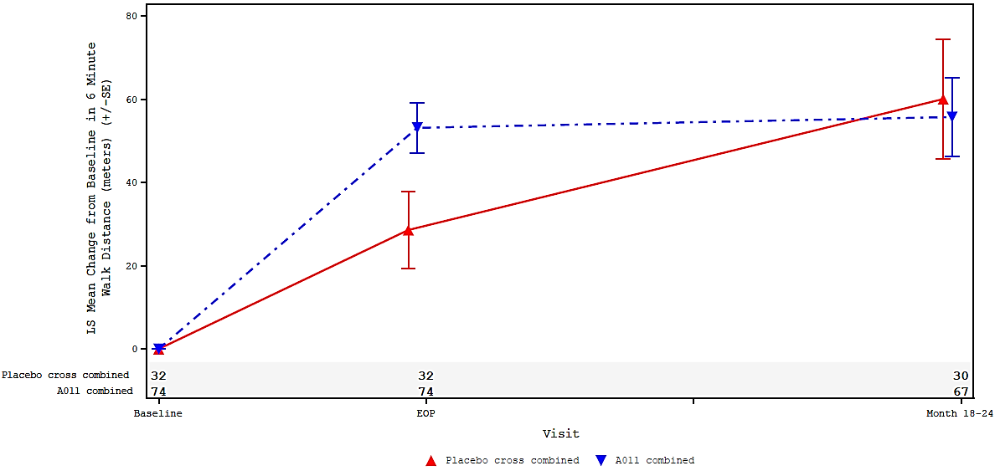 80
60
40
20
0
LS Mean Change from Baseline in 6 Minute
Walk Distance (meters) (+/-SE)
Placebo cross combined 32 32 30
A011 combined 74 74 67
Baseline EOP Month 18-24
Visit
Placebo cross combined A011 combined